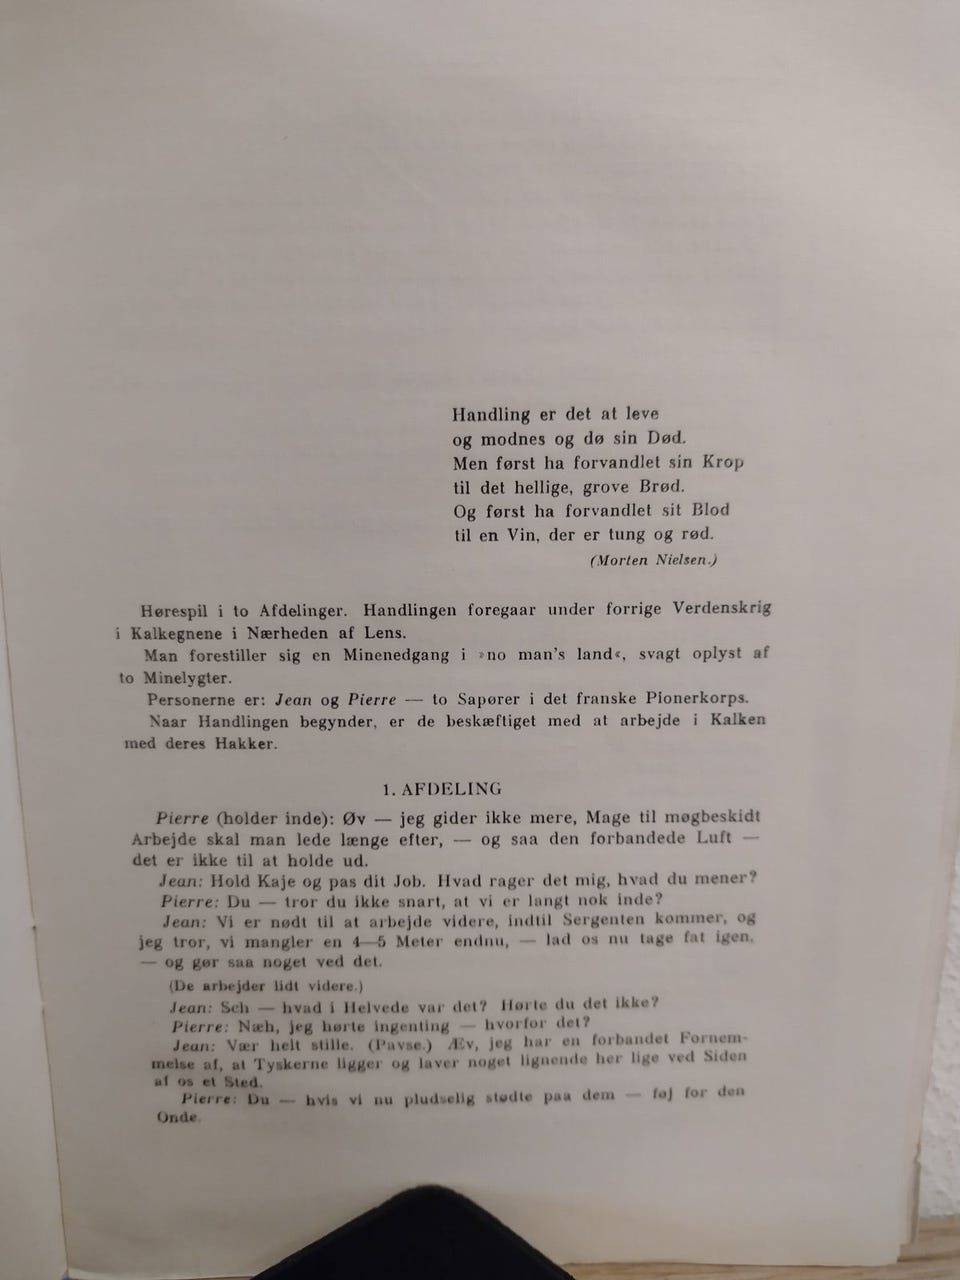 Handling er det at leve
og modnes og dø sin Død.
Men først ha forvandlet sin Krop
til det hellige, grove Brød.
Og først ha forvandlet sit Blod
til en Vin, der er tung og rød.
(Morten Nielsen.)
Hørespil i to Afdelinger. Handlingen foregaar under forrige Verdenskrig
i Kalkegnene i Nærheden af Lens.
Man forestiller sig en Minenedgang i »no man's land«, svagt oplyst af
to Minelygter.
Personerne er: Jean og Pierre — to Sapører i det franske Pionerkorps.
Naar Handlingen begynder, er de beskæftiget med at arbejde i Kalken
med deres Hakker.
1. AFDELING
Pierre (holder inde): Øv — jeg gider ikke mere, Mage til møgbeskidt
Arbejde skal man lede længe efter, — og saa den forbandede Luft —
det er ikke til at holde ud.
Jean: Hold Kaje og pas dit Job. Hvad rager det mig, hvad du mener?
Pierre: Du — tror du ikke snart, at vi er langt nok inde?
Jean: Vi er nødt til at arbejde videre, indtil Sergenten kommer, og
jeg tror, vi mangler en 4—5 Meter endnu, — lad os nu tage fat igen,
— og gør saa noget ved det.
(De arbejder lidt videre.)
Jean: Sch — hvad i Helvede var det? Hørte du det ikke?
Pierre: Næh, jeg hørte ingenting — hvorfor det?
Jean: Vær helt stille. (Pavse.) Æv, jeg har en forbandet Fornem-
melse af, at Tyskerne ligger og laver noget lignende her lige ved Siden
af os et Sted.
Pierre: Du — hvis vi nu pludselig stødte paa dem — føj for den
Onde.